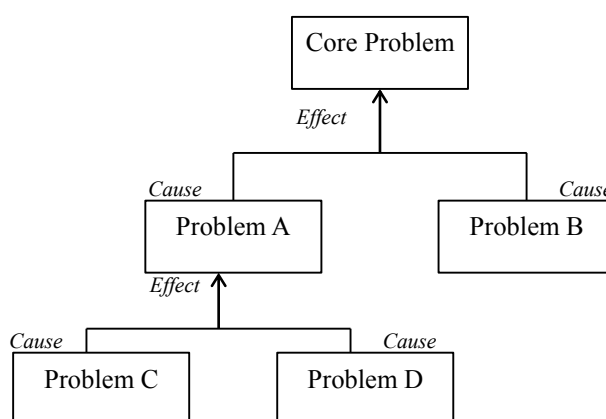 Core Problem
Effect
Cause
Cause
Problem A
Problem B
Effect
Cause
Cause
Problem C
Problem D